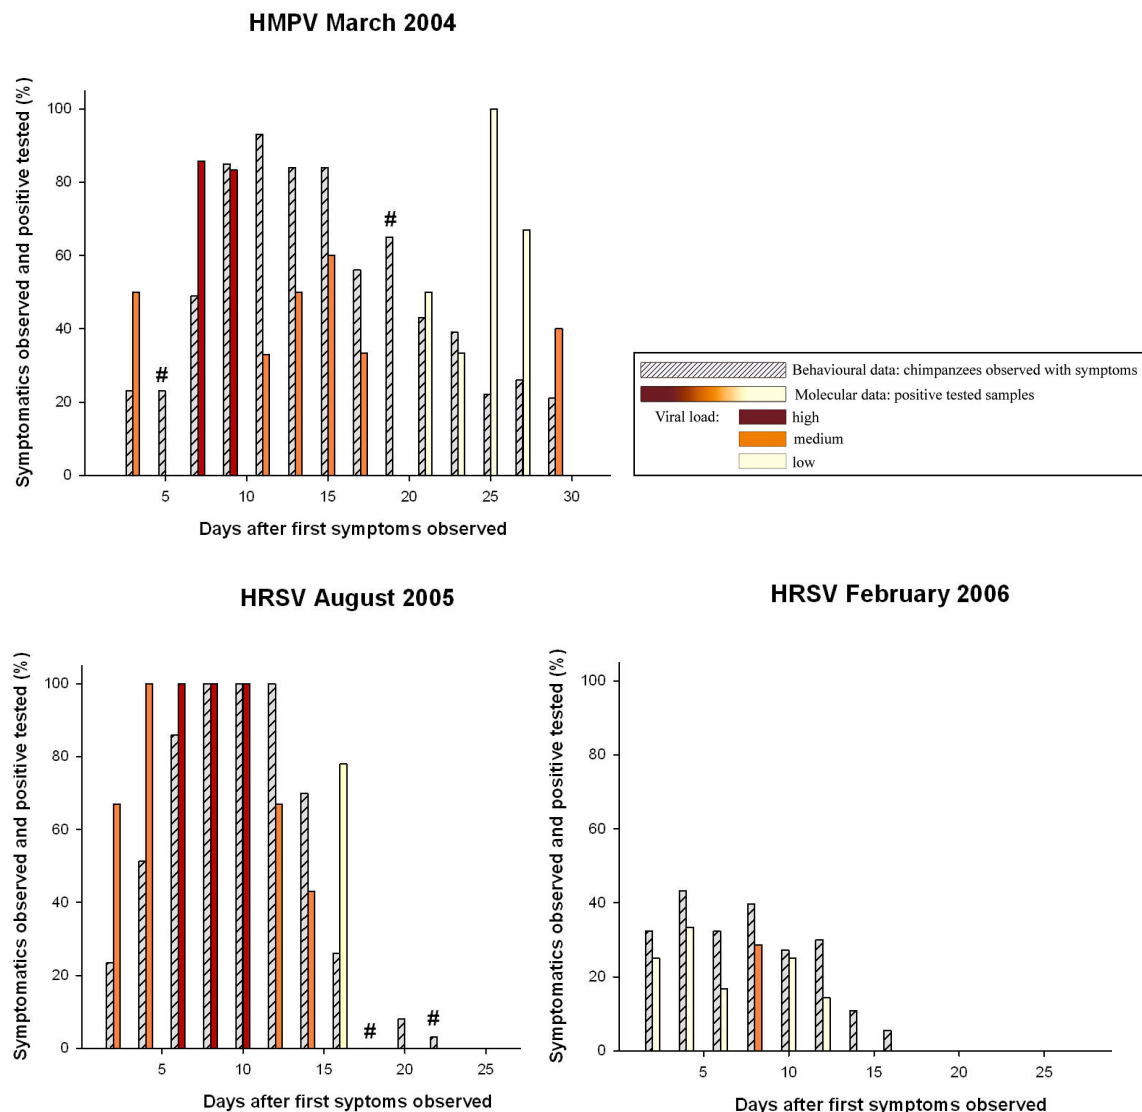 HMPV March 2004
Symptomatics observed and positive tested (%)
100
80
60
40
20
0
#
#
5
10
15
20
25
30
Days after first symptoms observed
Behavioural data: chimpanzees observed with symptoms
Molecular data: positive tested samples
Viral load:
high
medium
low
HRSV August 2005
Symptomatics observed and positive tested (%)
100
80
60
40
20
0
#
#
5
10
15
20
25
Days after first syptoms observed
HRSV February 2006
Symptomatics observed and positive tested (%)
100
80
60
40
20
0
5
10
15
20
25
Days after first symptoms observed